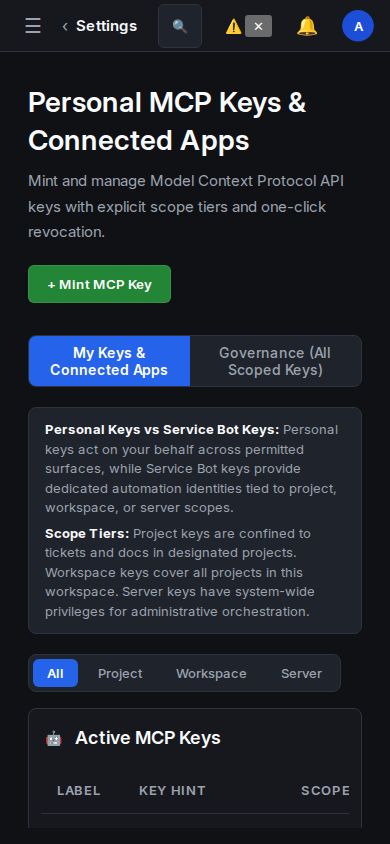 ☰ ‹ Settings 🔍 ⚠️ ✕ 🔔 A
Personal MCP Keys &
Connected Apps
Mint and manage Model Context Protocol API
keys with explicit scope tiers and one-click
revocation.
+ Mint MCP Key
My Keys &
Connected Apps
Governance (All
Scoped Keys)
Personal Keys vs Service Bot Keys: Personal
keys act on your behalf across permitted
surfaces, while Service Bot keys provide
dedicated automation identities tied to project,
workspace, or server scopes.
Scope Tiers: Project keys are confined to
tickets and docs in designated projects.
Workspace keys cover all projects in this
workspace. Server keys have system-wide
privileges for administrative orchestration.
All Project Workspace Server
🤖 Active MCP Keys
LABEL KEY HINT SCOPE